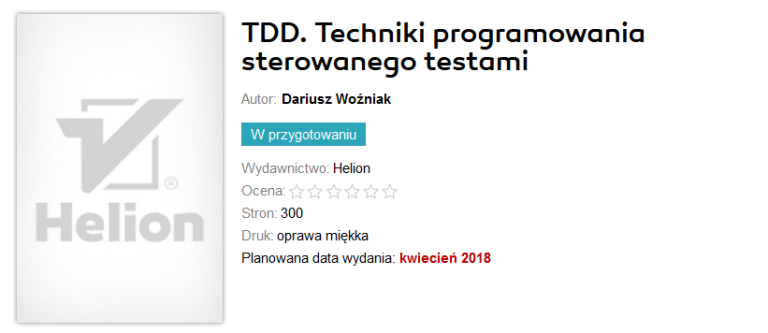 TDD. Techniki programowania
sterowanego testami
Autor: Dariusz Woźniak
W przygotowaniu
Wydawnictwo: Helion
Ocena:
Stron: 300
Druk: oprawa miękka
Planowana data wydania: kwiecień 2018
Helion®